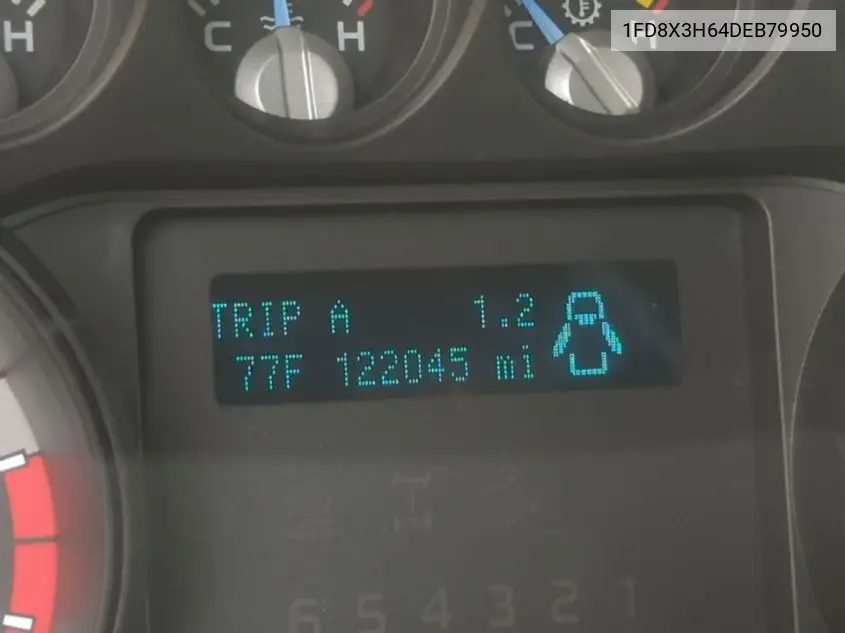 H C H C H
1FD8X3H64DEB79950
TRIP A 1.2
77F 122045 mi
6 5 4 3 2 1